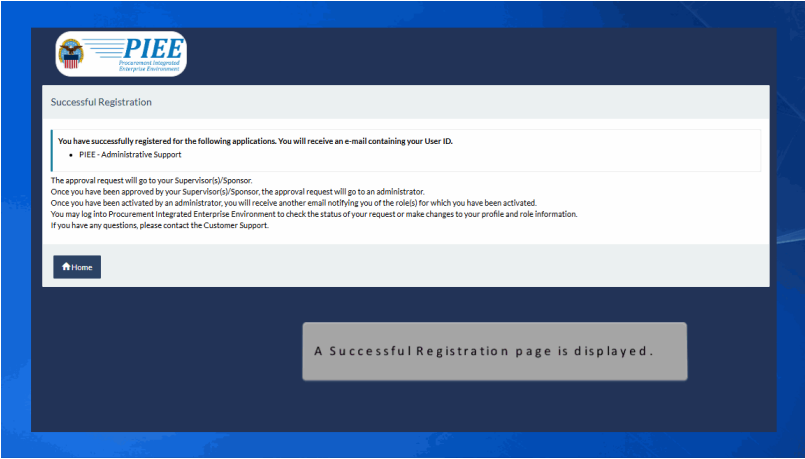 PIEE
Procurement Integrated
Enterprise Environment
Successful Registration
You have successfully registered for the following applications. You will receive an e-mail containing your User ID.
• PIEE - Administrative Support
The approval request will go to your Supervisor(s)/Sponsor.
Once you have been approved by your Supervisor(s)/Sponsor, the approval request will go to an administrator.
Once you have been activated by an administrator, you will receive another email notifying you of the role(s) for which you have been activated.
You may log into Procurement Integrated Enterprise Environment to check the status of your request or make changes to your profile and role information.
If you have any questions, please contact the Customer Support.
Home
A Successful Registration page is displayed.